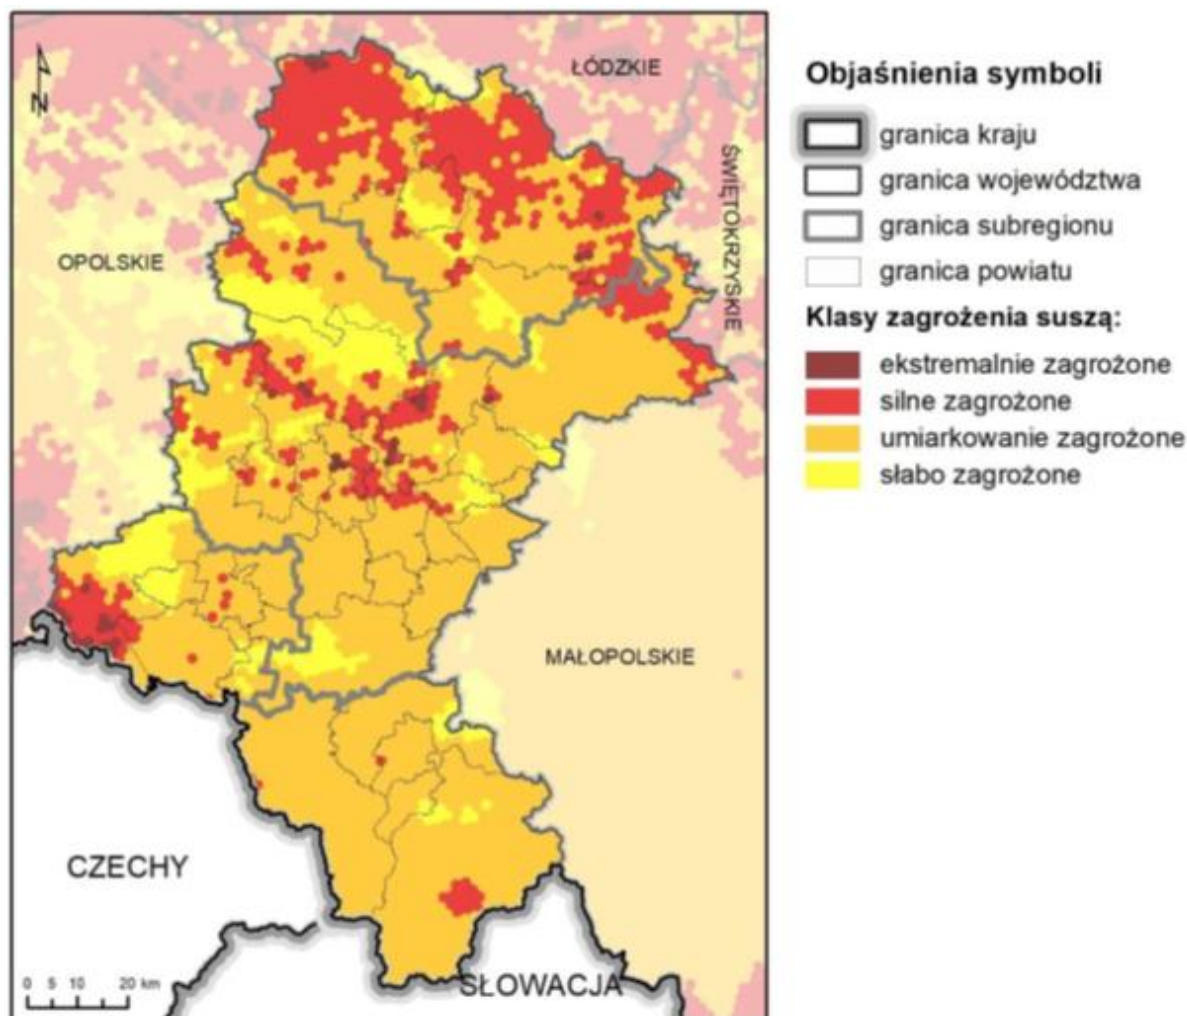 ŁÓDZKIE
ŚWIĘTOKRZYSKIE
OPOLSKIE
MAŁOPOLSKIE
CZECHY
SŁOWACJA
N
0 5 10 20 km
Objaśnienia symboli
granica kraju
granica województwa
granica subregionu
granica powiatu
Klasy zagrożenia suszą:
ekstremalnie zagrożone
silne zagrożone
umiarkowanie zagrożone
słabo zagrożone